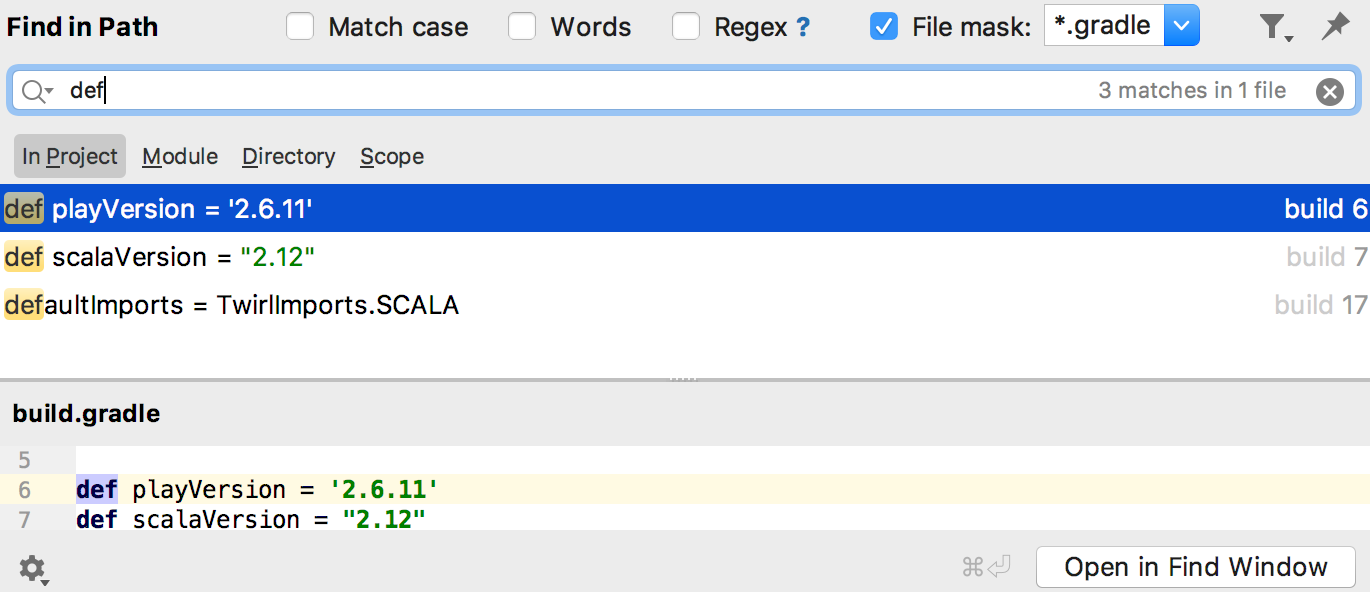 Find in Path Match case Words Regex ? File mask: *.gradle
def 3 matches in 1 file
In Project Module Directory Scope
def playVersion = '2.6.11' build 6
def scalaVersion = "2.12" build 7
defaultImports = TwirlImports.SCALA build 17
build.gradle
5
6 def playVersion = '2.6.11'
7 def scalaVersion = "2.12"
⌘⏎ Open in Find Window